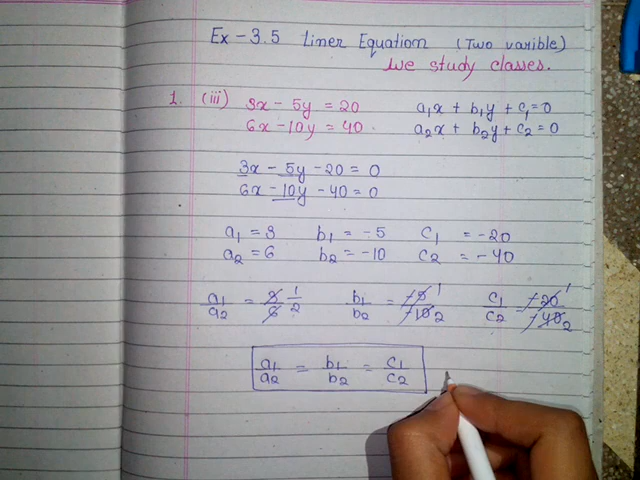 Ex - 3.5 Liner Equation (Two varible)
We study classes.
1. (iii) 3x - 5y = 20 a₁x + b₁y + c₁ = 0
6x - 10y = 40. a₂x + b₂y + c₂ = 0
3x - 5y - 20 = 0
6x - 10y - 40 = 0
a₁ = 3 b₁ = -5 c₁ = -20
a₂ = 6 b₂ = -10 c₂ = -40
a₁/a₂ = 3/6 1/2 b₁/b₂ = -5/-10 1/2 c₁/c₂ = -20/-40 1/2
a₁/a₂ = b₁/b₂ = c₁/c₂